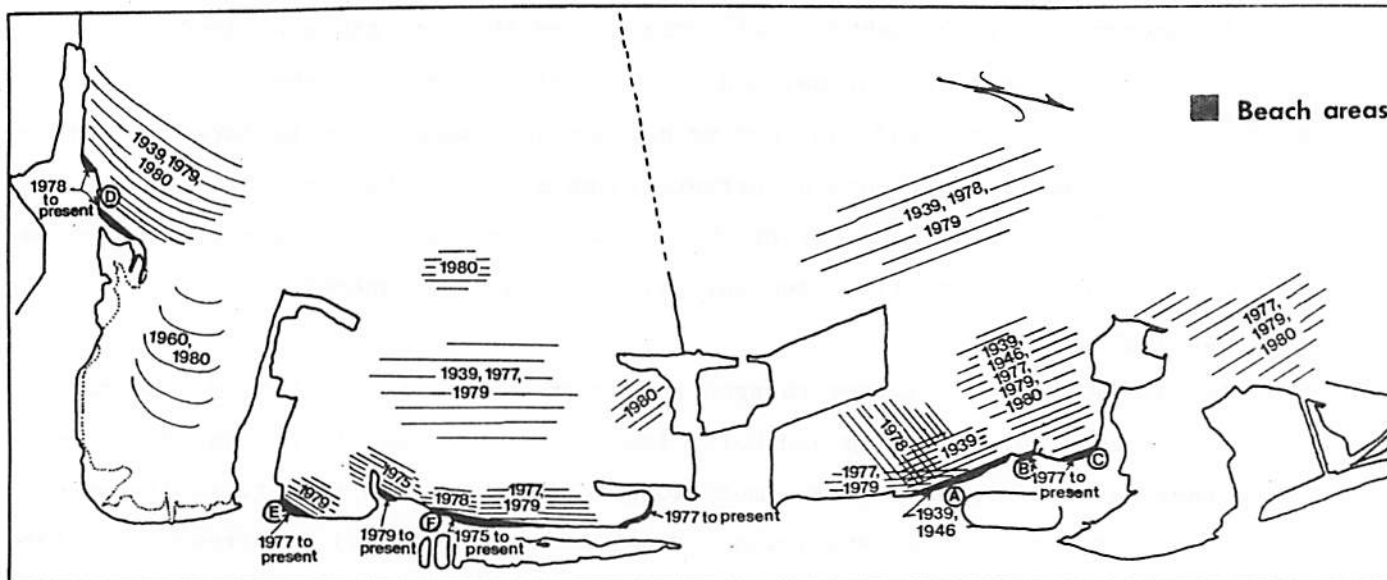 Beach areas
1939, 1979,
1980
1978
to
present
D
1980
1939, 1978,
1979
1960,
1980
1939, 1977,
1979
1980
1939,
1946,
1977,
1979,
1980
1977,
1979,
1980
1978
1939
1975
1979
1978
1977,
1979
1977,
1979
B
C
A
E
F
1977 to
present
1939,
1946
1977 to
present
1979 to
present
1975 to
present
1977 to present